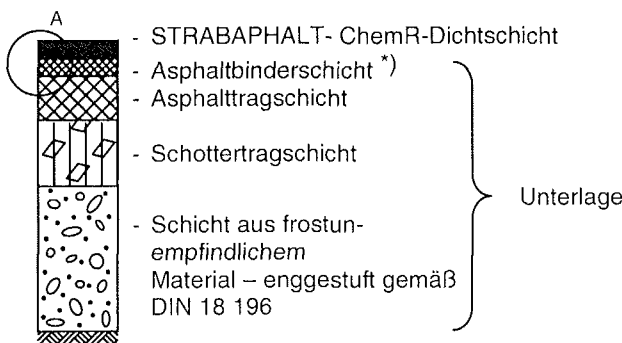 A
- STRABAPHALT- ChemR-Dichtschicht
- Asphaltbinderschicht *)
- Asphalttragschicht
- Schottertragschicht
Unterlage
- Schicht aus frostun-
empfindlichem
Material – enggestuft gemäß
DIN 18 196